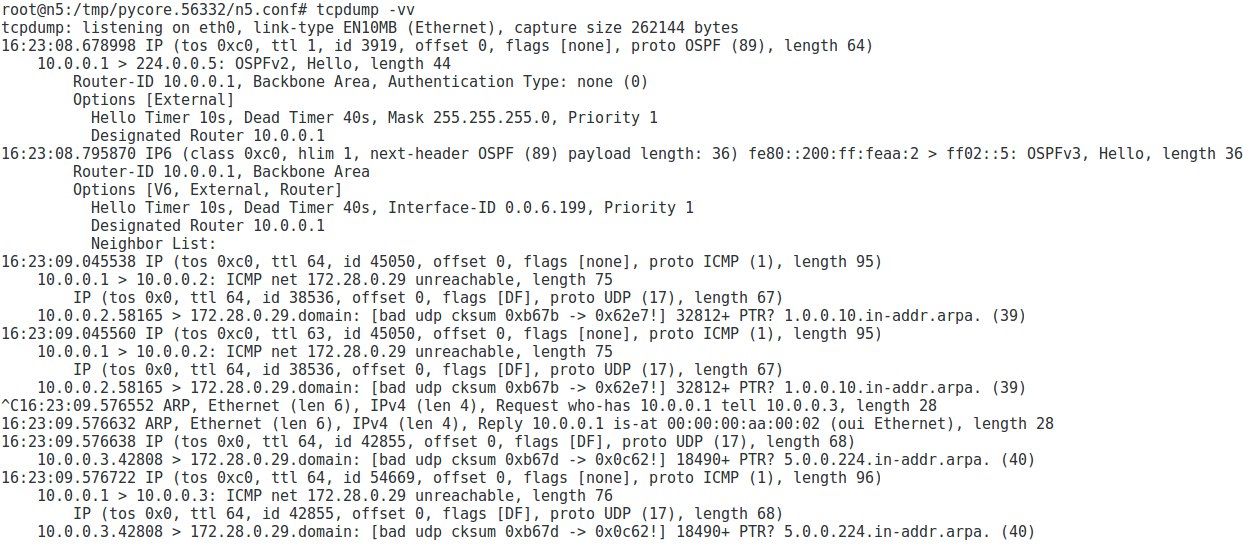 root@n5:/tmp/pycore.56332/n5.conf# tcpdump -vv
tcpdump: listening on eth0, link-type EN10MB (Ethernet), capture size 262144 bytes
16:23:08.678998 IP (tos 0xc0, ttl 1, id 3919, offset 0, flags [none], proto OSPF (89), length 64)
    10.0.0.1 > 224.0.0.5: OSPFv2, Hello, length 44
        Router-ID 10.0.0.1, Backbone Area, Authentication Type: none (0)
        Options [External]
          Hello Timer 10s, Dead Timer 40s, Mask 255.255.255.0, Priority 1
          Designated Router 10.0.0.1
16:23:08.795870 IP6 (class 0xc0, hlim 1, next-header OSPF (89) payload length: 36) fe80::200:ff:feaa:2 > ff02::5: OSPFv3, Hello, length 36
        Router-ID 10.0.0.1, Backbone Area
        Options [V6, External, Router]
          Hello Timer 10s, Dead Timer 40s, Interface-ID 0.0.6.199, Priority 1
          Designated Router 10.0.0.1
          Neighbor List:
16:23:09.045538 IP (tos 0xc0, ttl 64, id 45050, offset 0, flags [none], proto ICMP (1), length 95)
    10.0.0.1 > 10.0.0.2: ICMP net 172.28.0.29 unreachable, length 75
        IP (tos 0x0, ttl 64, id 38536, offset 0, flags [DF], proto UDP (17), length 67)
    10.0.0.2.58165 > 172.28.0.29.domain: [bad udp cksum 0xb67b -> 0x62e7!] 32812+ PTR? 1.0.0.10.in-addr.arpa. (39)
16:23:09.045560 IP (tos 0xc0, ttl 63, id 45050, offset 0, flags [none], proto ICMP (1), length 95)
    10.0.0.1 > 10.0.0.2: ICMP net 172.28.0.29 unreachable, length 75
        IP (tos 0x0, ttl 64, id 38536, offset 0, flags [DF], proto UDP (17), length 67)
    10.0.0.2.58165 > 172.28.0.29.domain: [bad udp cksum 0xb67b -> 0x62e7!] 32812+ PTR? 1.0.0.10.in-addr.arpa. (39)
^C16:23:09.576552 ARP, Ethernet (len 6), IPv4 (len 4), Request who-has 10.0.0.1 tell 10.0.0.3, length 28
16:23:09.576632 ARP, Ethernet (len 6), IPv4 (len 4), Reply 10.0.0.1 is-at 00:00:00:aa:00:02 (oui Ethernet), length 28
16:23:09.576638 IP (tos 0x0, ttl 64, id 42855, offset 0, flags [DF], proto UDP (17), length 68)
    10.0.0.3.42808 > 172.28.0.29.domain: [bad udp cksum 0xb67d -> 0x0c62!] 18490+ PTR? 5.0.0.224.in-addr.arpa. (40)
16:23:09.576722 IP (tos 0xc0, ttl 64, id 54669, offset 0, flags [none], proto ICMP (1), length 96)
    10.0.0.1 > 10.0.0.3: ICMP net 172.28.0.29 unreachable, length 76
        IP (tos 0x0, ttl 64, id 42855, offset 0, flags [DF], proto UDP (17), length 68)
    10.0.0.3.42808 > 172.28.0.29.domain: [bad udp cksum 0xb67d -> 0x0c62!] 18490+ PTR? 5.0.0.224.in-addr.arpa. (40)